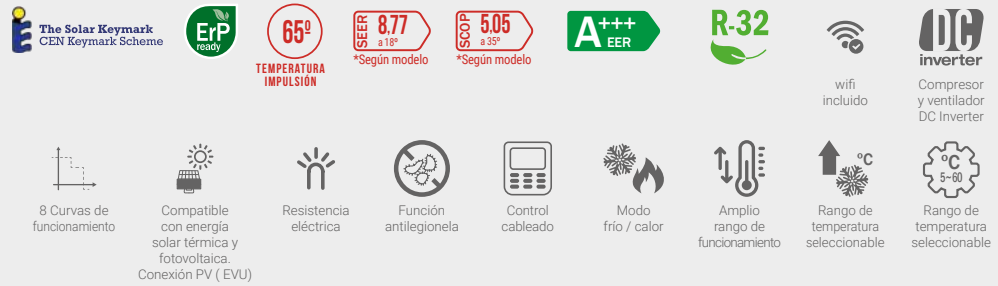 The Solar Keymark
CEN Keymark Scheme
ErP
ready
65º
TEMPERATURA
IMPULSIÓN
SEER
8,77
a 18º
*Según modelo
SCOP
5,05
a 35º
*Según modelo
A+++
EER
R-32
wifi
incluido
DC
inverter
Compresor
y ventilador
DC Inverter
8 Curvas de
funcionamiento
Compatible
con energía
solar térmica y
fotovoltaica.
Conexión PV ( EVU)
Resistencia
eléctrica
Función
antilegionela
Control
cableado
Modo
frío / calor
Amplio
rango de
funcionamiento
ºC
Rango de
temperatura
seleccionable
ºC
5~60
Rango de
temperatura
seleccionable